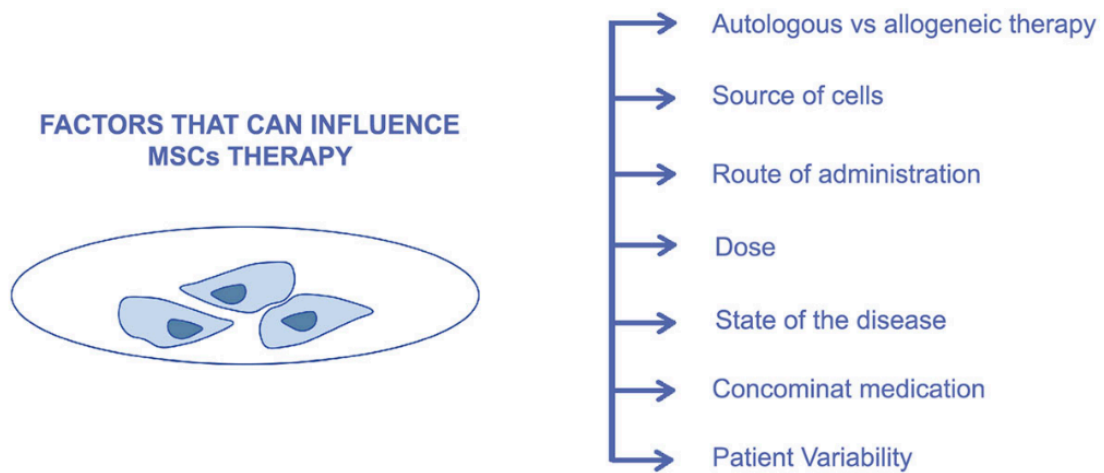 FACTORS THAT CAN INFLUENCE
MSCs THERAPY
Autologous vs allogeneic therapy
Source of cells
Route of administration
Dose
State of the disease
Concominat medication
Patient Variability